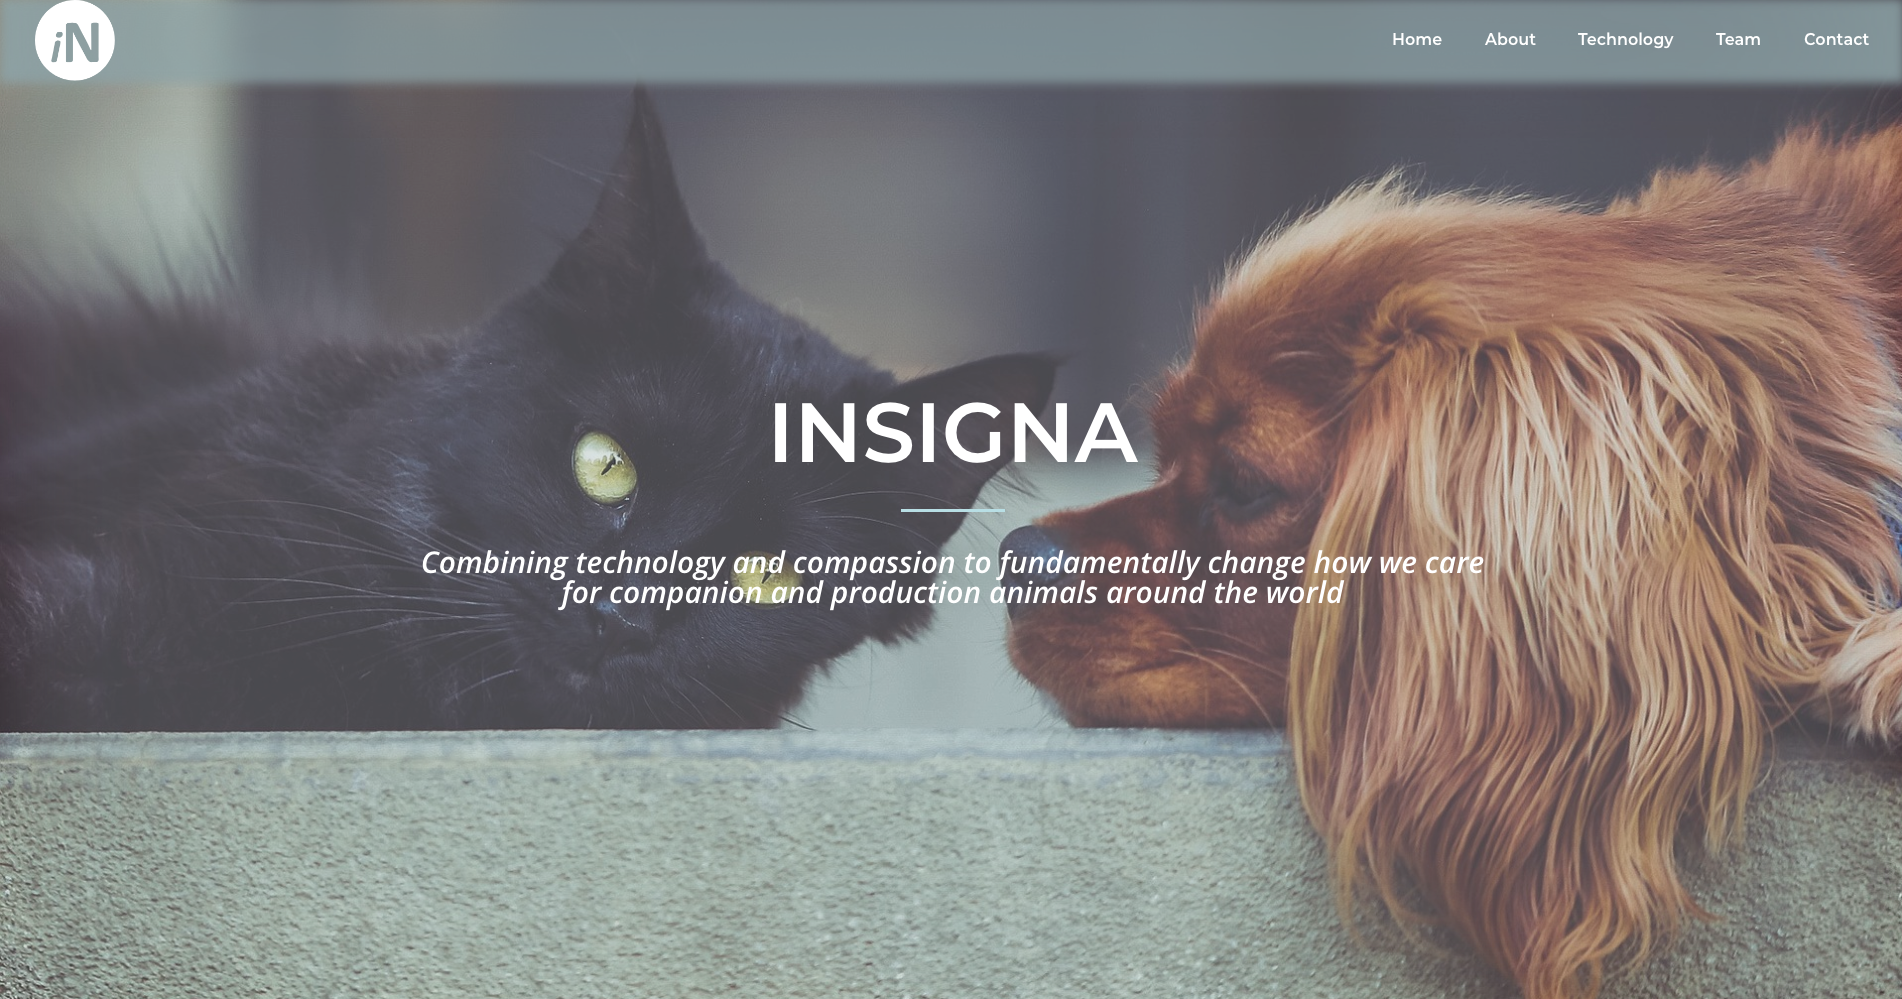 iN
Home About Technology Team Contact
INSIGNA
Combining technology and compassion to fundamentally change how we care
for companion and production animals around the world